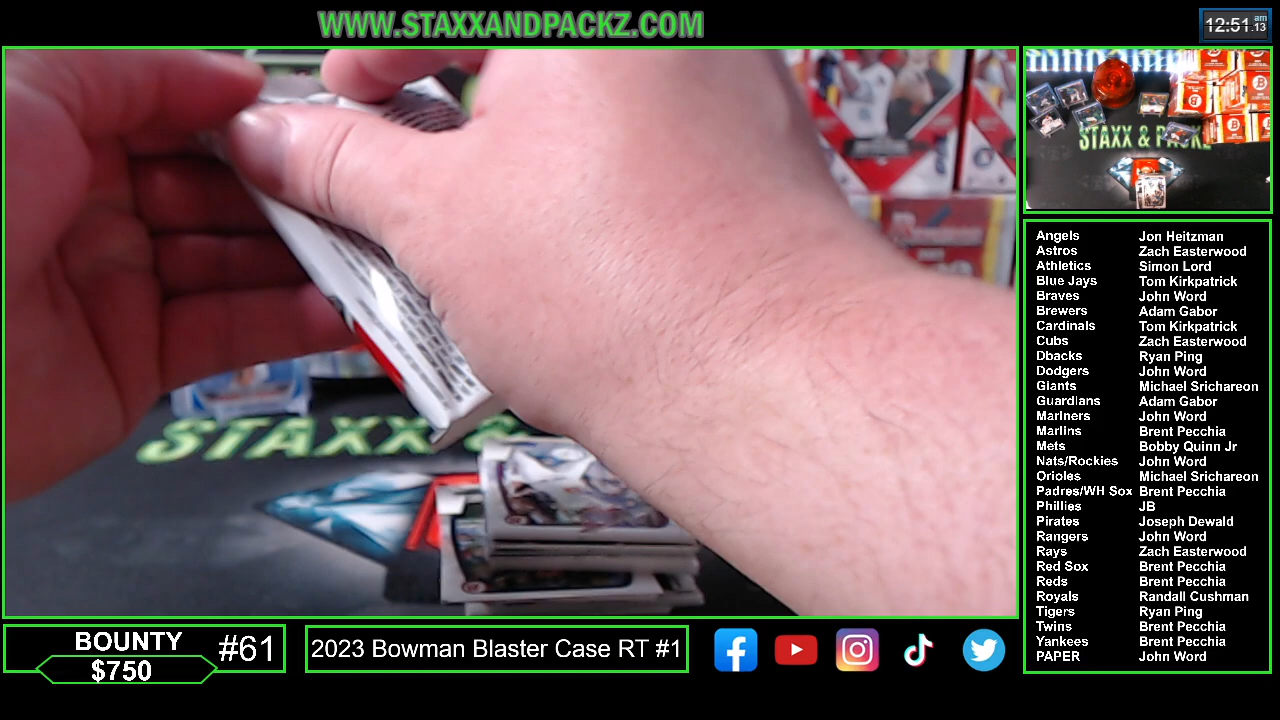 WWW.STAXXANDPACKZ.COM
12:51 am .13
STAXX &
STAXX & PACKZ
Angels Jon Heitzman
Astros Zach Easterwood
Athletics Simon Lord
Blue Jays Tom Kirkpatrick
Braves John Word
Brewers Adam Gabor
Cardinals Tom Kirkpatrick
Cubs Zach Easterwood
Dbacks Ryan Ping
Dodgers John Word
Giants Michael Srichareon
Guardians Adam Gabor
Mariners John Word
Marlins Brent Pecchia
Mets Bobby Quinn Jr
Nats/Rockies John Word
Orioles Michael Srichareon
Padres/WH Sox Brent Pecchia
Phillies JB
Pirates Joseph Dewald
Rangers John Word
Rays Zach Easterwood
Red Sox Brent Pecchia
Reds Brent Pecchia
Royals Randall Cushman
Tigers Ryan Ping
Twins Brent Pecchia
Yankees Brent Pecchia
PAPER John Word
BOUNTY
$750
#61
2023 Bowman Blaster Case RT #1